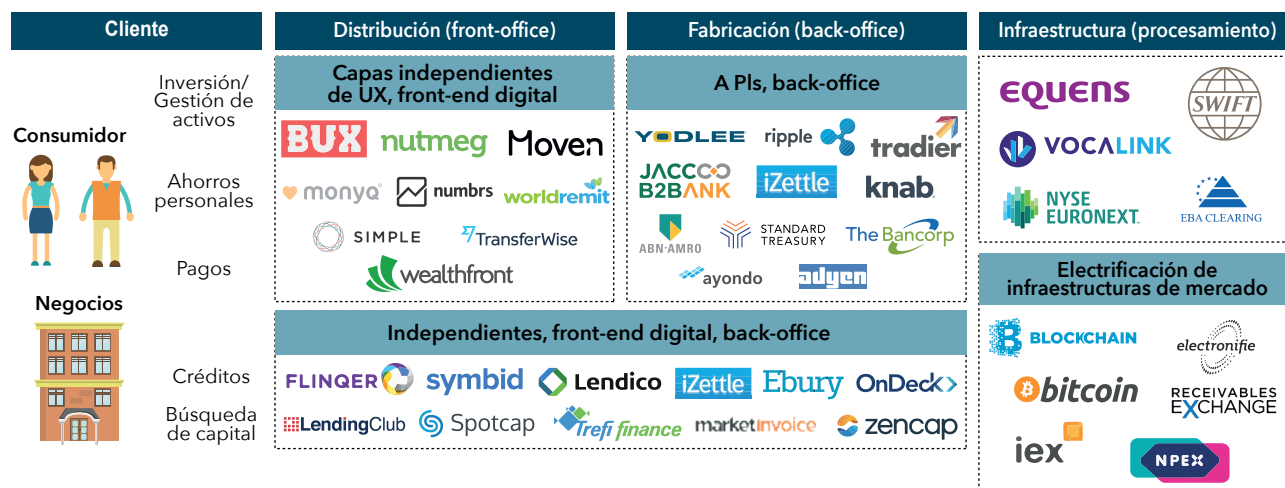 Cliente
Inversión/
Gestión de
activos
Consumidor
Ahorros
personales
Pagos
Negocios
Créditos
Búsqueda
de capital
Distribución (front-office)
Capas independientes
de UX, front-end digital
BUX nutmeg Moven
monyq numbrs worldremit
SIMPLE TransferWise
wealthfront
Fabricación (back-office)
A PIs, back-office
YODLEE ripple tradier
JACCOO
B2BANK iZettle knab.
ABN·AMRO STANDARD
TREASURY The Bancorp
ayondo adyen
Independientes, front-end digital, back-office
FLINQER symbid Lendico iZettle Ebury OnDeck
LendingClub Spotcap Trefi finance marketinvoice zencap
Infraestructura (procesamiento)
EQUENS SWIFT
VOCALINK
NYSE
EURONEXT. EBA CLEARING
Electrificación de
infraestructuras de mercado
BLOCKCHAIN electronifie
bitcoin RECEIVABLES
EXCHANGE
iex NPEX